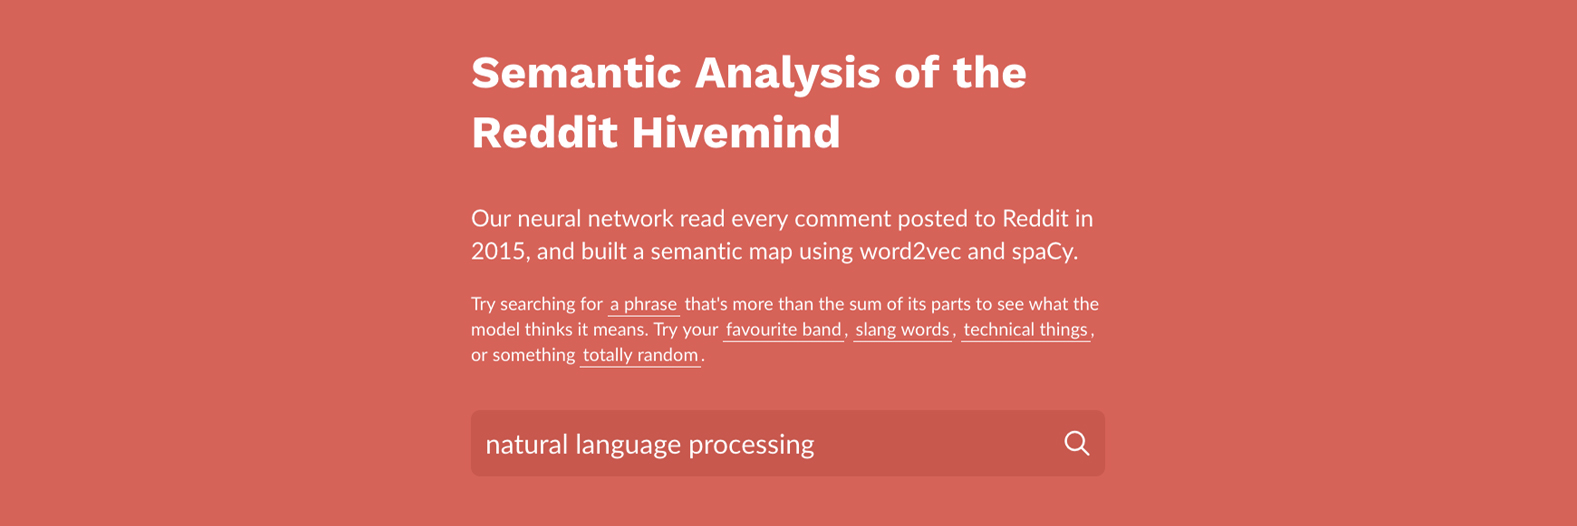 Semantic Analysis of the
Reddit Hivemind
Our neural network read every comment posted to Reddit in
2015, and built a semantic map using word2vec and spaCy.
Try searching for a phrase that's more than the sum of its parts to see what the
model thinks it means. Try your favourite band, slang words, technical things,
or something totally random.
natural language processing